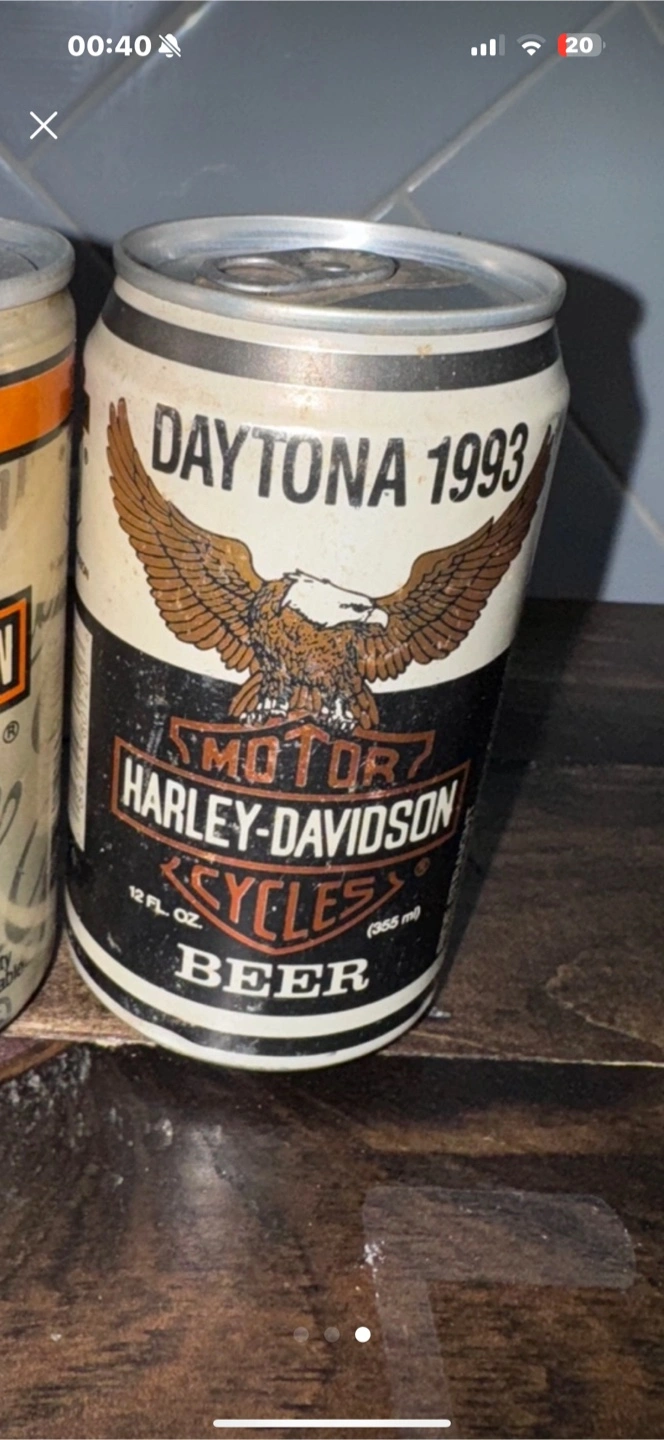 00:40
20
DAYTONA 1993
MOTOR
HARLEY-DAVIDSON
®
CYCLES
®
12 FL. OZ.
(355 ml)
BEER